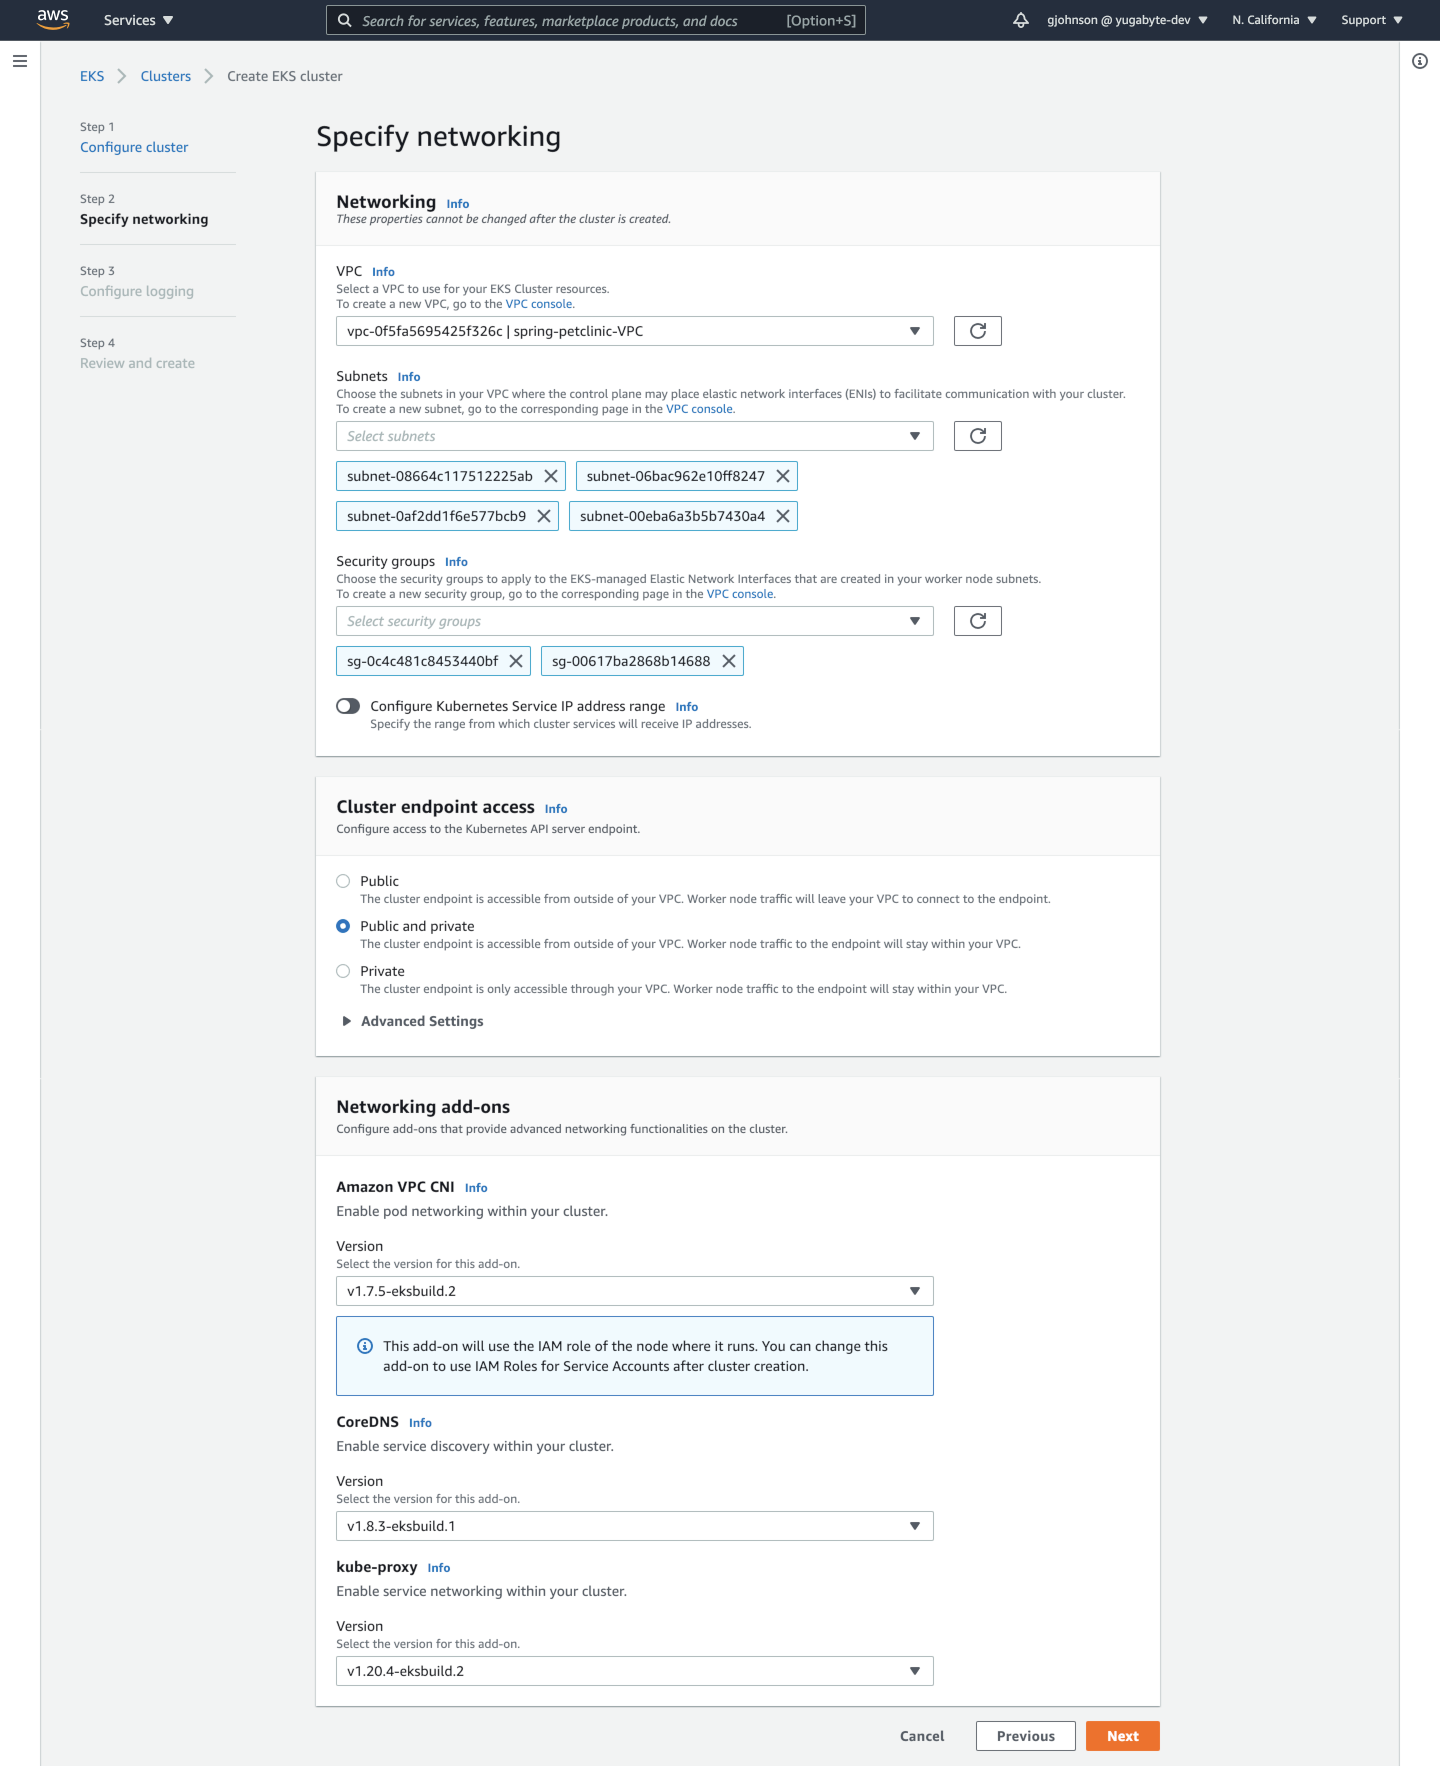 aws
Services
Search for services, features, marketplace products, and docs
[Option+S]
gjohnson @ yugabyte-dev
N. California
Support
EKS
Clusters
Create EKS cluster
Step 1
Configure cluster
Step 2
Specify networking
Step 3
Configure logging
Step 4
Review and create
Specify networking
Networking Info
These properties cannot be changed after the cluster is created.
VPC Info
Select a VPC to use for your EKS Cluster resources.
To create a new VPC, go to the VPC console.
vpc-0f5fa5695425f326c | spring-petclinic-VPC
Subnets Info
Choose the subnets in your VPC where the control plane may place elastic network interfaces (ENIs) to facilitate communication with your cluster.
To create a new subnet, go to the corresponding page in the VPC console.
Select subnets
subnet-08664c117512225ab
subnet-06bac962e10ff8247
subnet-0af2dd1f6e577bcb9
subnet-00eba6a3b5b7430a4
Security groups Info
Choose the security groups to apply to the EKS-managed Elastic Network Interfaces that are created in your worker node subnets.
To create a new security group, go to the corresponding page in the VPC console.
Select security groups
sg-0c4c481c8453440bf
sg-00617ba2868b14688
Configure Kubernetes Service IP address range Info
Specify the range from which cluster services will receive IP addresses.
Cluster endpoint access Info
Configure access to the Kubernetes API server endpoint.
Public
The cluster endpoint is accessible from outside of your VPC. Worker node traffic will leave your VPC to connect to the endpoint.
Public and private
The cluster endpoint is accessible from outside of your VPC. Worker node traffic to the endpoint will stay within your VPC.
Private
The cluster endpoint is only accessible through your VPC. Worker node traffic to the endpoint will stay within your VPC.
Advanced Settings
Networking add-ons
Configure add-ons that provide advanced networking functionalities on the cluster.
Amazon VPC CNI Info
Enable pod networking within your cluster.
Version
Select the version for this add-on.
v1.7.5-eksbuild.2
This add-on will use the IAM role of the node where it runs. You can change this
add-on to use IAM Roles for Service Accounts after cluster creation.
CoreDNS Info
Enable service discovery within your cluster.
Version
Select the version for this add-on.
v1.8.3-eksbuild.1
kube-proxy Info
Enable service networking within your cluster.
Version
Select the version for this add-on.
v1.20.4-eksbuild.2
Cancel
Previous
Next